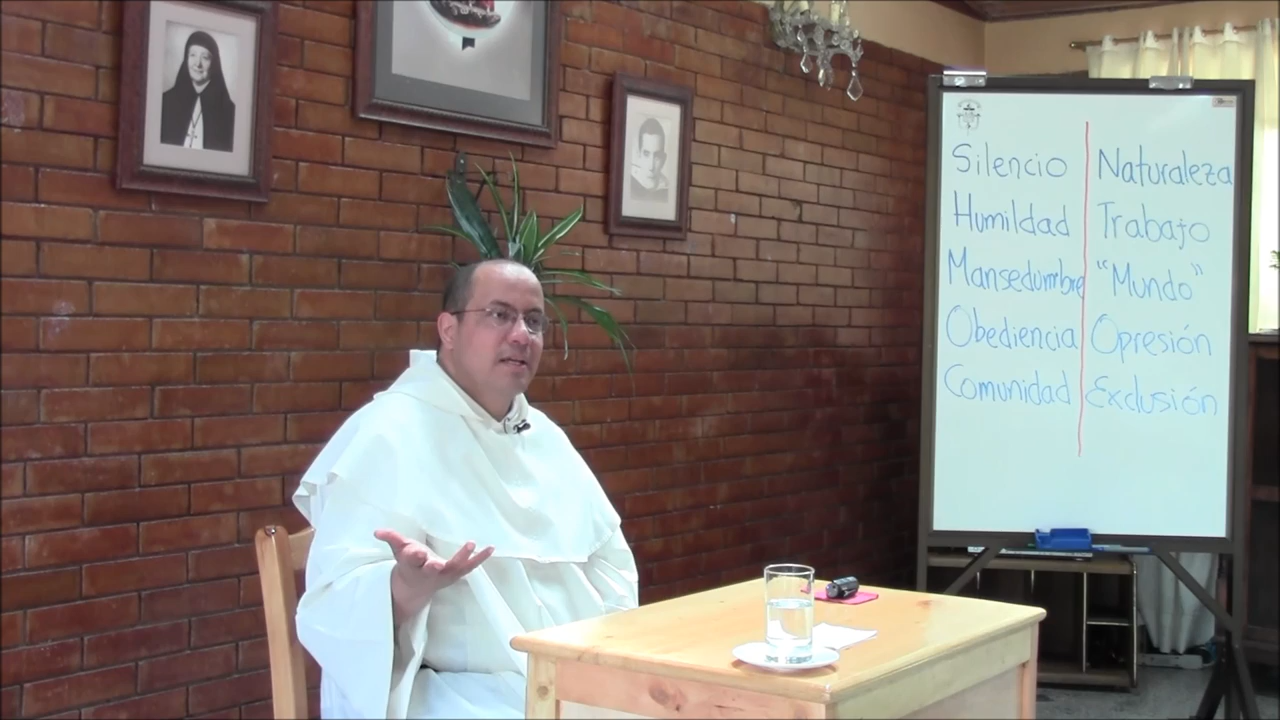 Silencio Naturaleza
Humildad Trabajo
Mansedumbre "Mundo"
Obediencia Opresión
Comunidad Exclusión